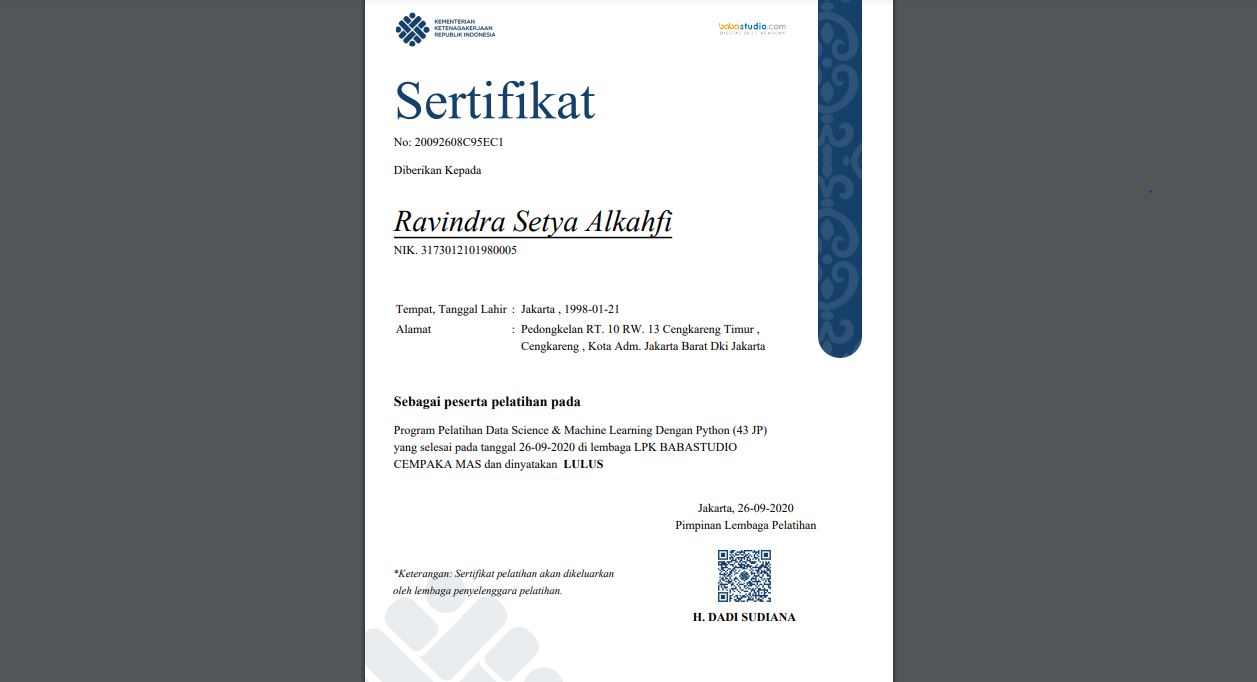 KEMENTERIAN
KETENAGAKERJAAN
REPUBLIK INDONESIA
babastudio.com
DIGITAL SKILL ACADEMY
Sertifikat
No: 20092608C95EC1
Diberikan Kepada
Ravindra Setya Alkahfi
NIK. 3173012101980005
Tempat, Tanggal Lahir : Jakarta , 1998-01-21
Alamat : Pedongkelan RT. 10 RW. 13 Cengkareng Timur ,
Cengkareng , Kota Adm. Jakarta Barat Dki Jakarta
Sebagai peserta pelatihan pada
Program Pelatihan Data Science & Machine Learning Dengan Python (43 JP)
yang selesai pada tanggal 26-09-2020 di lembaga LPK BABASTUDIO
CEMPAKA MAS dan dinyatakan LULUS
Jakarta, 26-09-2020
Pimpinan Lembaga Pelatihan
*Keterangan: Sertifikat pelatihan akan dikeluarkan
oleh lembaga penyelenggara pelatihan.
H. DADI SUDIANA